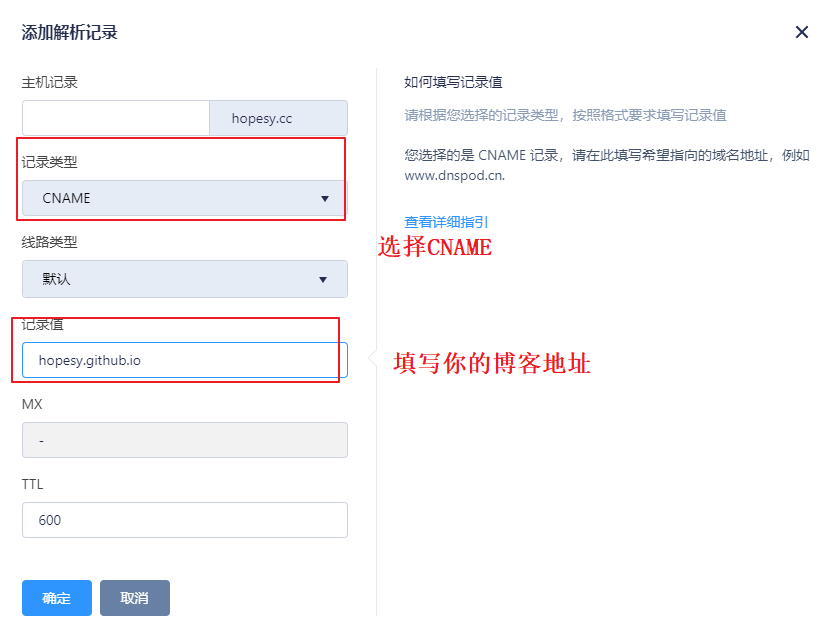 添加解析记录
主机记录
hopesy.cc
记录类型
CNAME
线路类型
默认
记录值
hopesy.github.io
MX
-
TTL
600
确定
取消
如何填写记录值
请根据您选择的记录类型，按照格式要求填写记录值
您选择的是 CNAME 记录，请在此填写希望指向的域名地址，例如
www.dnspod.cn.
查看详细指引
选择CNAME
填写你的博客地址